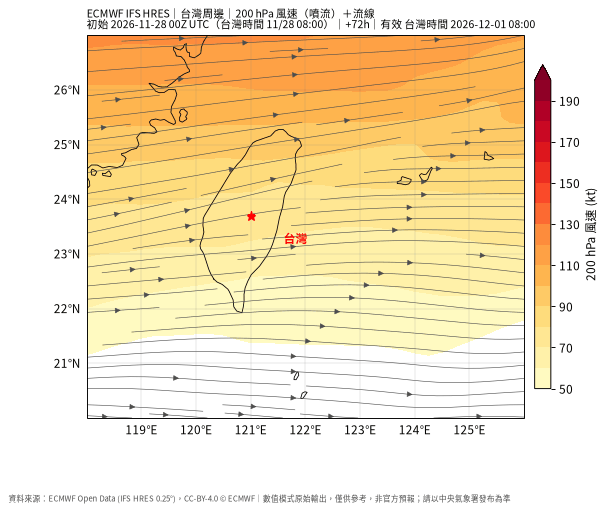 ECMWF IFS HRES｜台灣周邊｜200 hPa 風速（噴流）＋流線
初始 2026-11-28 00Z UTC（台灣時間 11/28 08:00）｜+72h｜有效 台灣時間 2026-12-01 08:00
26°N
25°N
24°N
23°N
22°N
21°N
台灣
119°E 120°E 121°E 122°E 123°E 124°E 125°E
190
170
150
130
110
90
70
50
200 hPa 風速 (kt)
資料來源：ECMWF Open Data (IFS HRES 0.25°)，CC-BY-4.0 © ECMWF｜數值模式原始輸出，僅供參考，非官方預報；請以中央氣象署發布為準